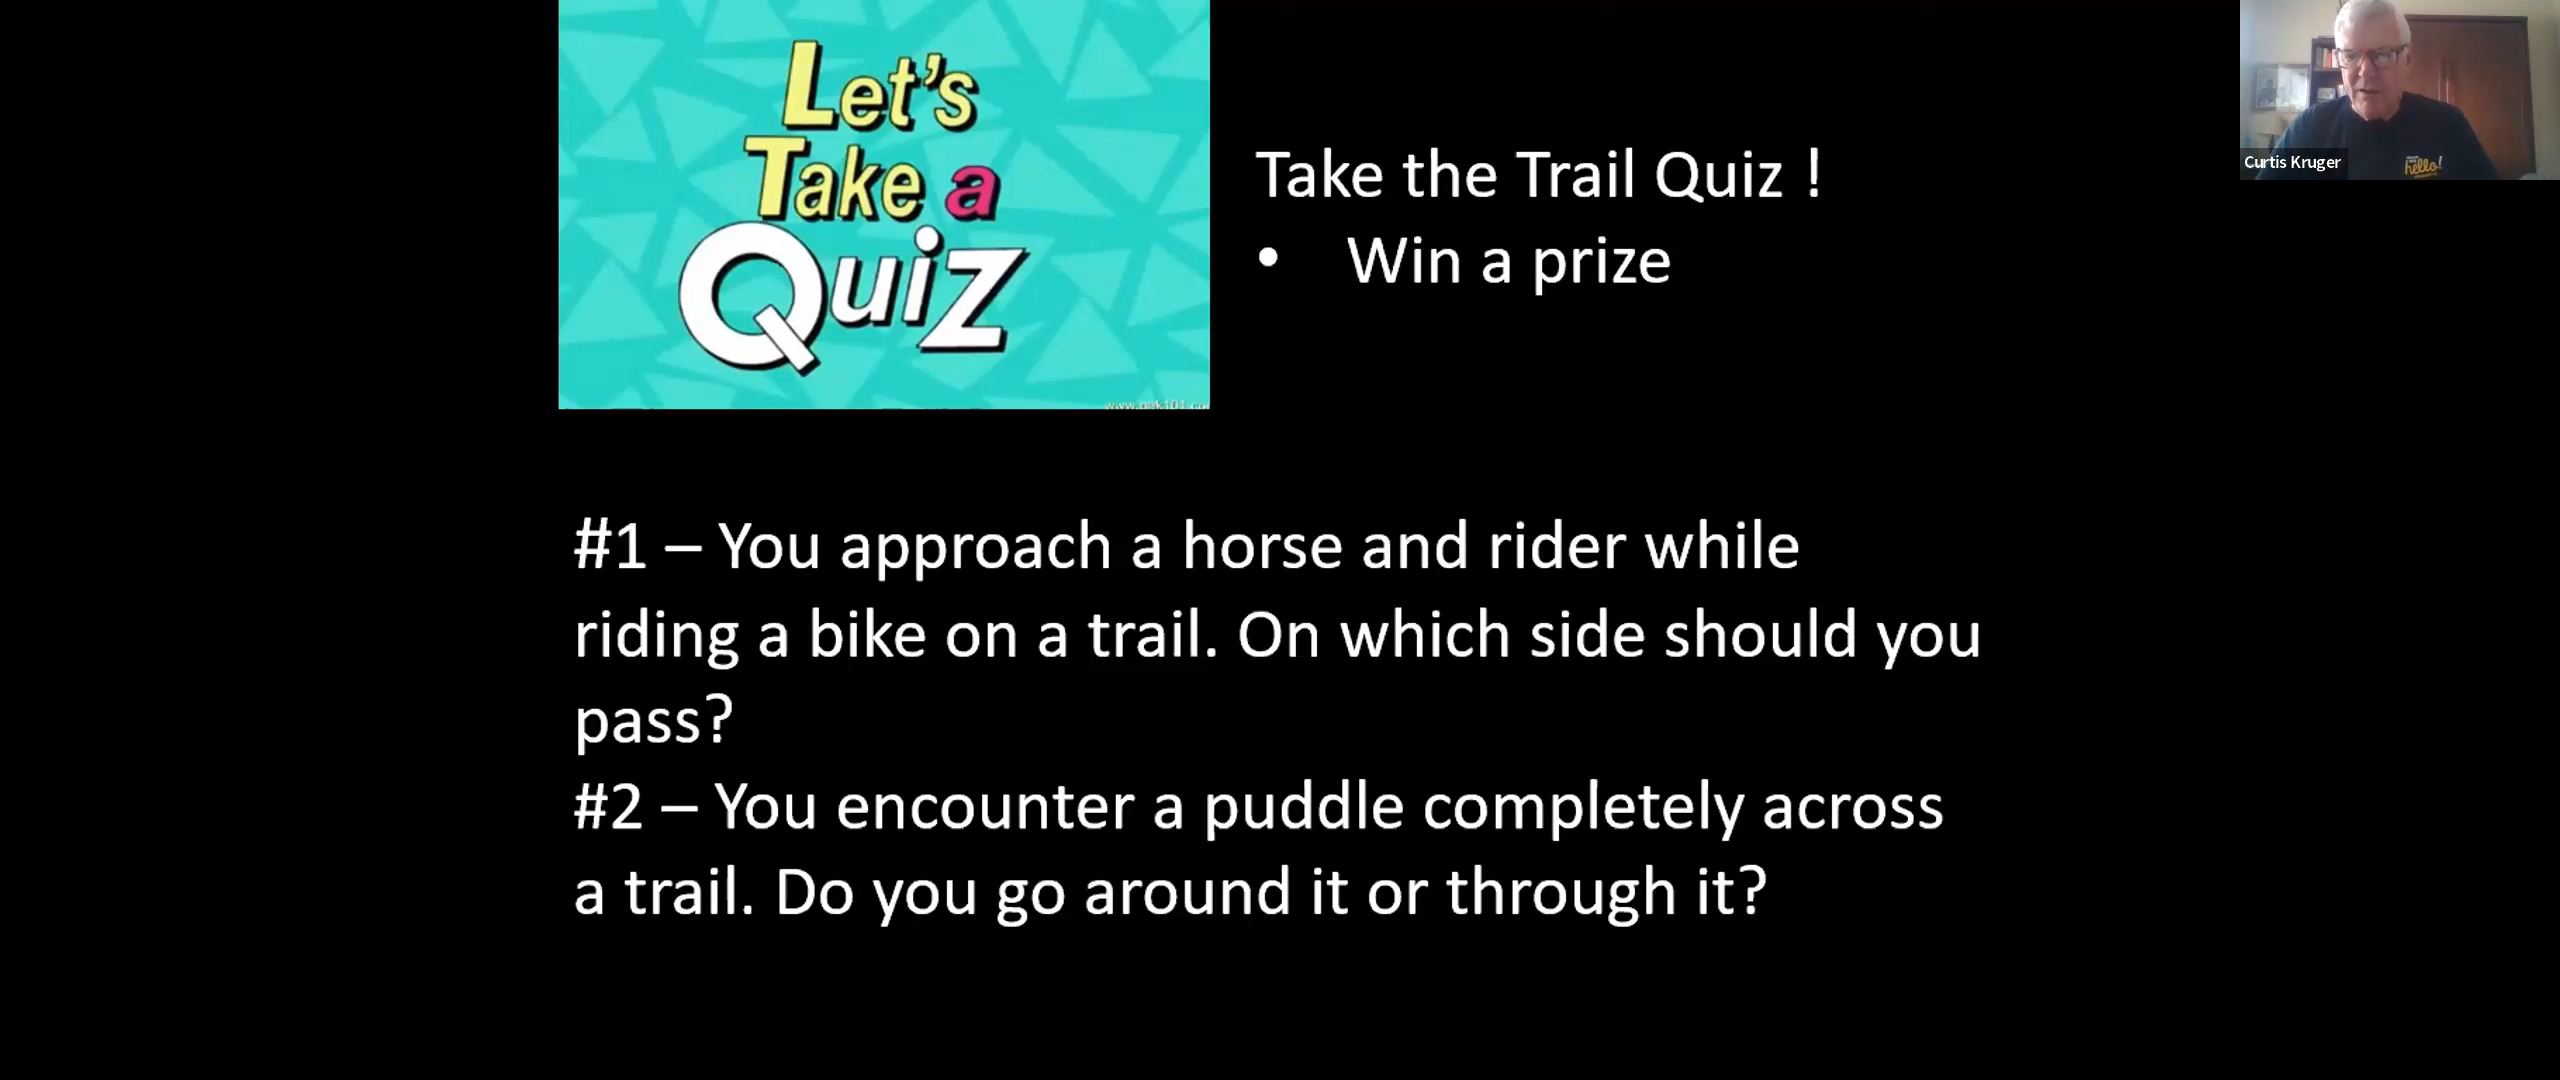 Let's
Take a
Quiz
Take the Trail Quiz !
• Win a prize
Curtis Kruger
hello!
#1 – You approach a horse and rider while
riding a bike on a trail. On which side should you
pass?
#2 – You encounter a puddle completely across
a trail. Do you go around it or through it?